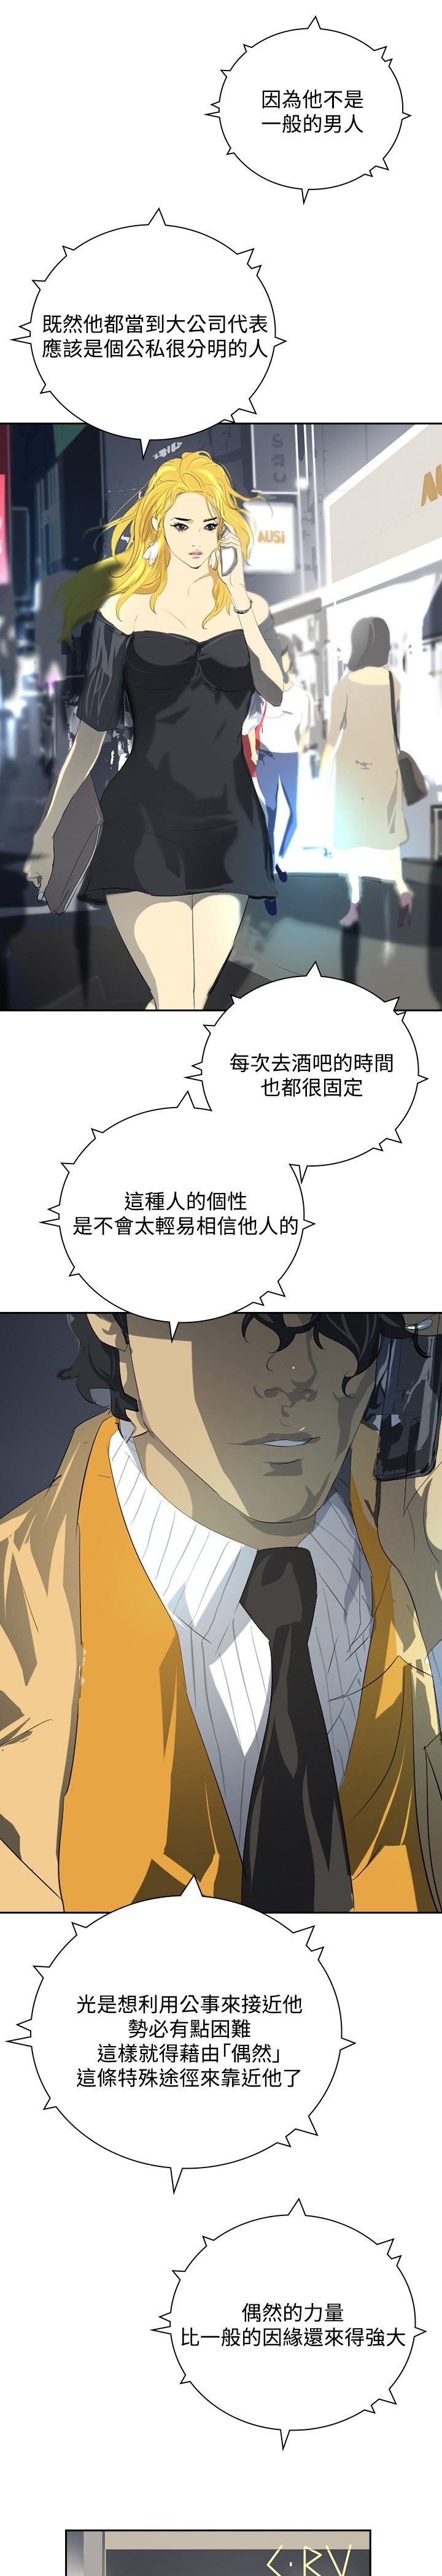 因為他不是
一般的男人
既然他都當到大公司代表
應該是個公私很分明的人
AUSi
AUSi
每次去酒吧的時間
也都很固定
這種人的個性
是不會太輕易相信他人的
光是想利用公事來接近他
勢必有點困難
這樣就得藉由「偶然」
這條特殊途徑來靠近他了
偶然的力量
比一般的因緣還來得強大